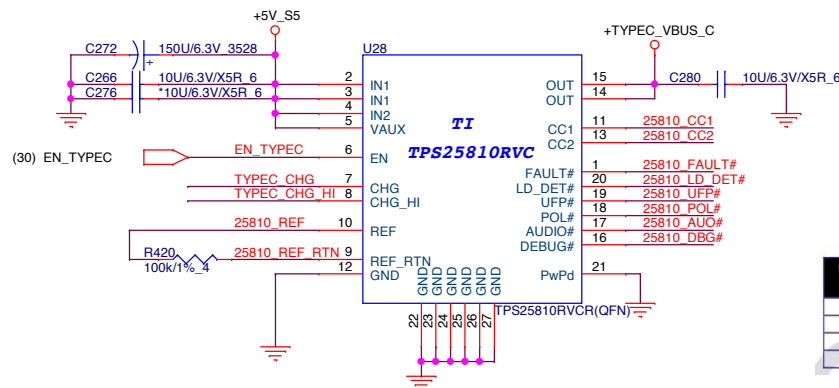 +5V_S5
+TYPEC_VBUS_C
C272 150U/6.3V_3528
+
U28
C266 10U/6.3V/X5R_6
C276 *10U/6.3V/X5R_6
2 IN1
3 IN1
4 IN2
5 VAUX
OUT 15
OUT 14
C280 10U/6.3V/X5R_6
TI
TPS25810RVC
CC1 11 25810_CC1
CC2 13 25810_CC2
(30) EN_TYPEC EN_TYPEC 6 EN
FAULT# 1 25810_FAULT#
TYPEC_CHG 7 CHG
LD_DET# 20 25810_LD_DET#
TYPEC_CHG_HI 8 CHG_HI
UFP# 19 25810_UFP#
POL# 18 25810_POL#
25810_REF 10 REF
AUDIO# 17 25810_AUO#
DEBUG# 16 25810_DBG#
R420 25810_REF_RTN 9 REF_RTN
100k/1%_4 12 GND
PwPd 21
GND GND GND GND GND GND
22 23 24 25 26 27
TPS25810RVCR(QFN)